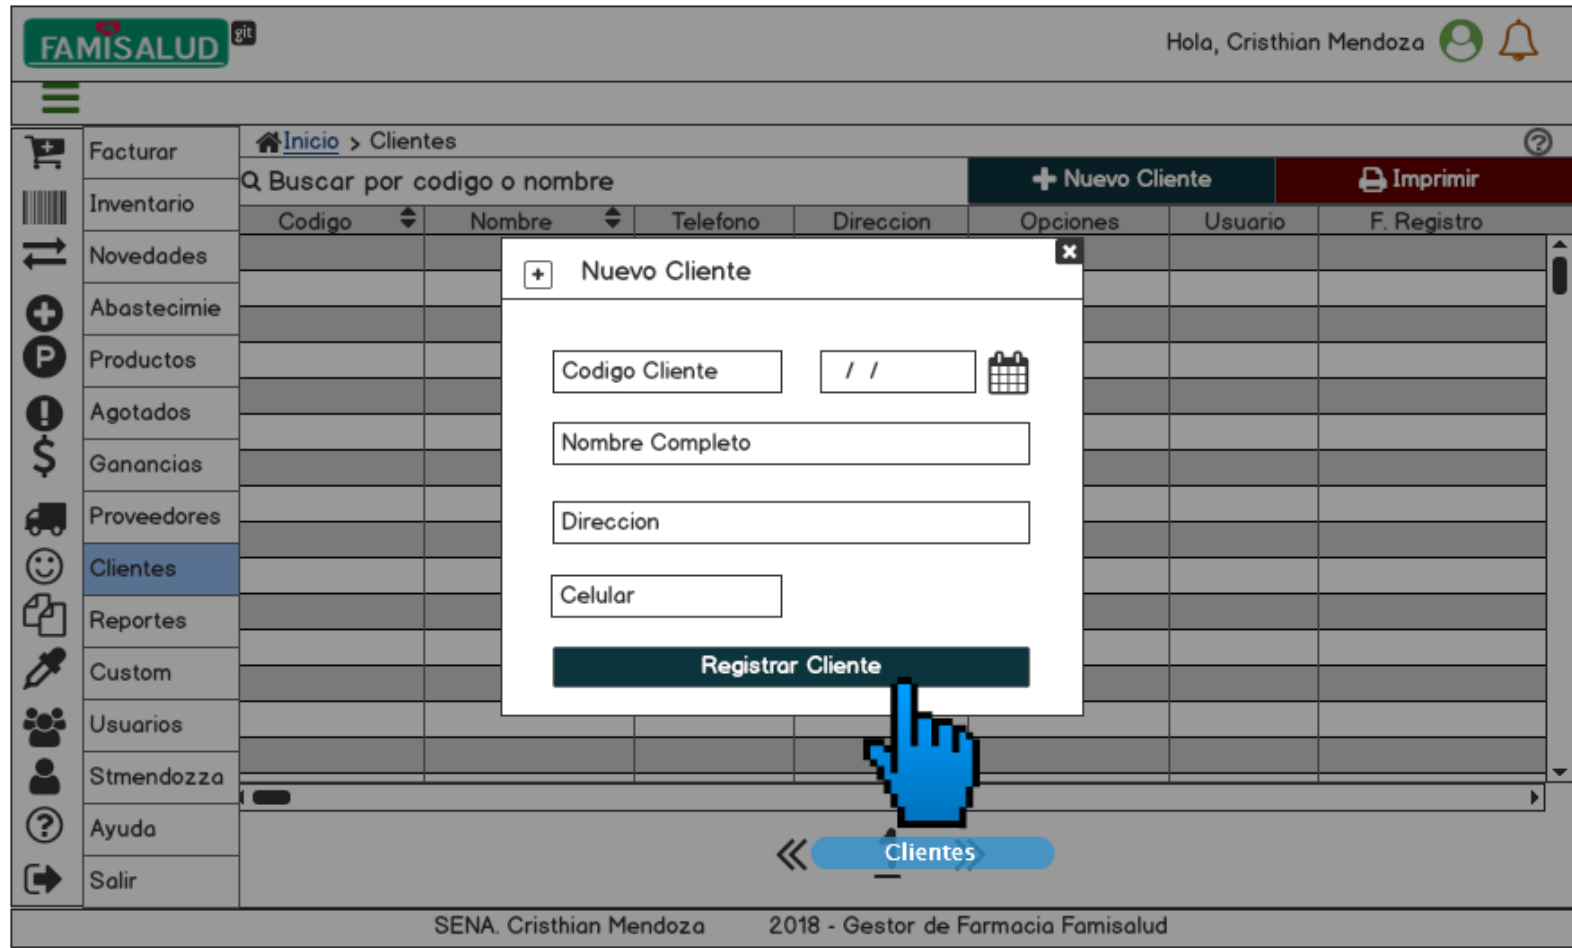 FAMISALUD git
Hola, Cristhian Mendoza
Inicio > Clientes
Buscar por codigo o nombre
+ Nuevo Cliente
Imprimir
Codigo Nombre Telefono Direccion Opciones Usuario F. Registro
Facturar
Inventario
Novedades
Abastecimie
P Productos
Agotados
$ Ganancias
Proveedores
Clientes
Reportes
Custom
Usuarios
Stmendozza
? Ayuda
Salir
+ Nuevo Cliente
Codigo Cliente / /
Nombre Completo
Direccion
Celular
Registrar Cliente
Clientes
SENA. Cristhian Mendoza 2018 - Gestor de Farmacia Famisalud